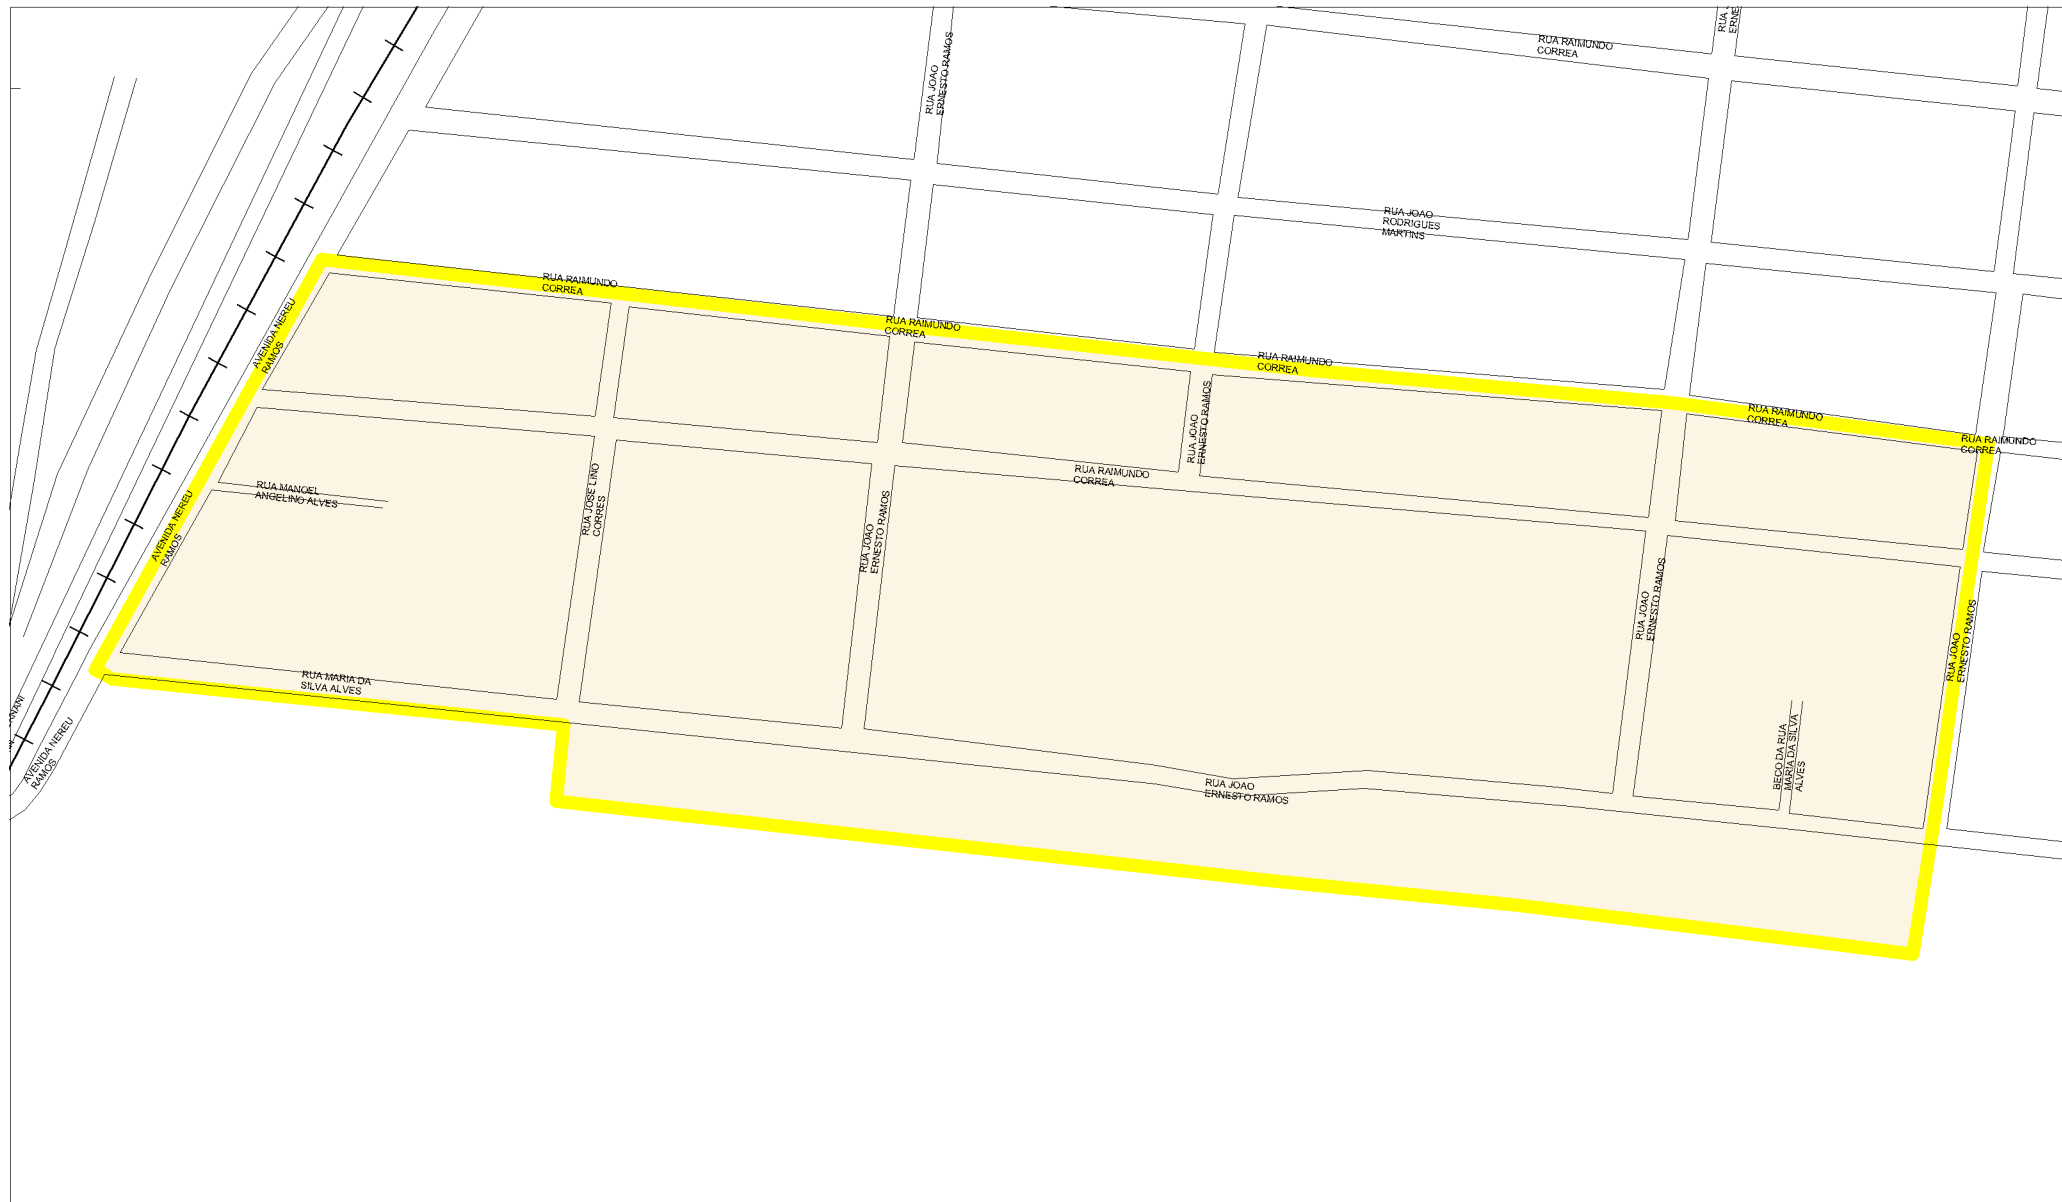 RUA JOAO
ERNESTO RAMOS
RUA RAIMUNDO
CORREA
RUA JOAO
RODRIGUES
MARTINS
RUA RAIMUNDO
CORREA
RUA RAIMUNDO
CORREA
RUA RAIMUNDO
CORREA
RUA RAIMUNDO
CORREA
RUA RAIMUNDO
CORREA
AVENIDA NEREU
RAMOS
RUA JOAO
ERNESTO RAMOS
RUA RAIMUNDO
CORREA
RUA MANOEL
ANGELINO ALVES
AVENIDA NEREU
RAMOS
RUA JOSE LINO
CORRES
RUA JOAO
ERNESTO RAMOS
RUA JOAO
ERNESTO RAMOS
RUA JOAO
ERNESTO RAMOS
RUA MARIA DA
SILVA ALVES
AVENIDA NEREU
RAMOS
RUA JOAO
ERNESTO RAMOS
BECO DA RUA
MARIA DA SILVA
ALVES